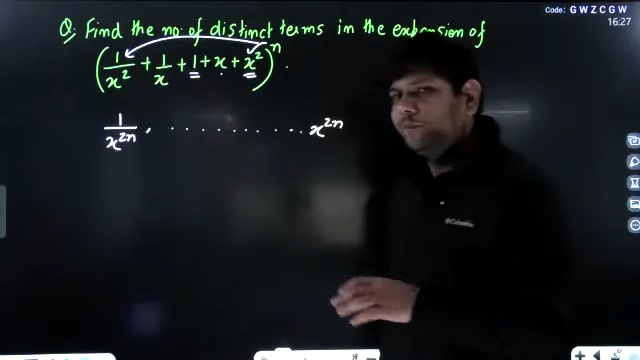 Code: G W Z C G W
16:27
Q. Find the no. of distinct terms in the expansion of
(1/x² + 1/x + 1 + x + x²)ⁿ.
1/x²ⁿ, . . . . . . . . . . x²ⁿ
Columbia